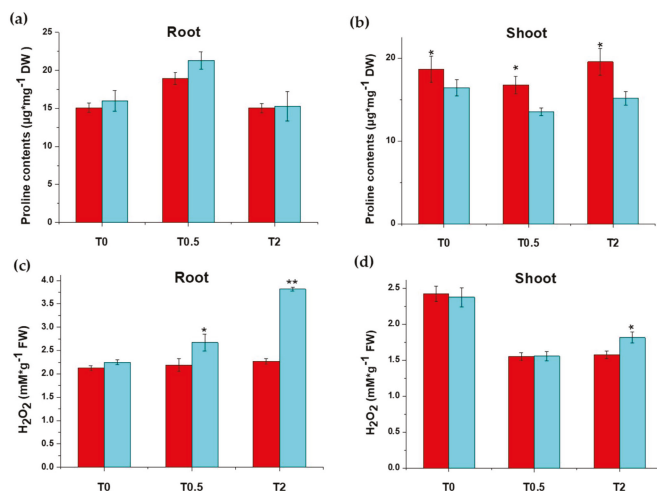 (a)
Root
Proline contents (µg*mg⁻¹ DW)
25
20
15
10
5
0
T0 T0.5 T2
(b)
Shoot
Proline contents (µg*mg⁻¹ DW)
20
10
0
* * *
T0 T0.5 T2
(c)
Root
H₂O₂ (mM*g⁻¹ FW)
4.0
3.5
3.0
2.5
2.0
1.5
1.0
0.5
0.0
* **
T0 T0.5 T2
(d)
Shoot
H₂O₂ (mM*g⁻¹ FW)
2.5
2.0
1.5
1.0
0.5
0.0
*
T0 T0.5 T2